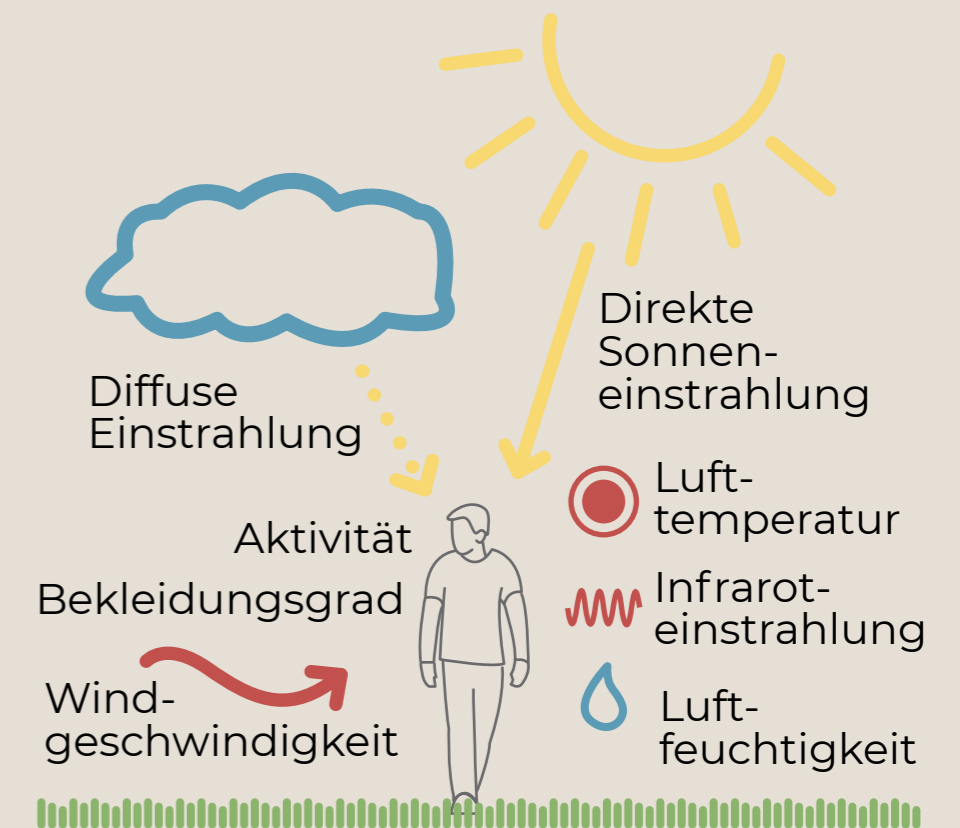 Direkte
Sonnen-
einstrahlung
Diffuse
Einstrahlung
Luft-
temperatur
Aktivität
Bekleidungsgrad
Infrarot-
einstrahlung
Wind-
geschwindigkeit
Luft-
feuchtigkeit